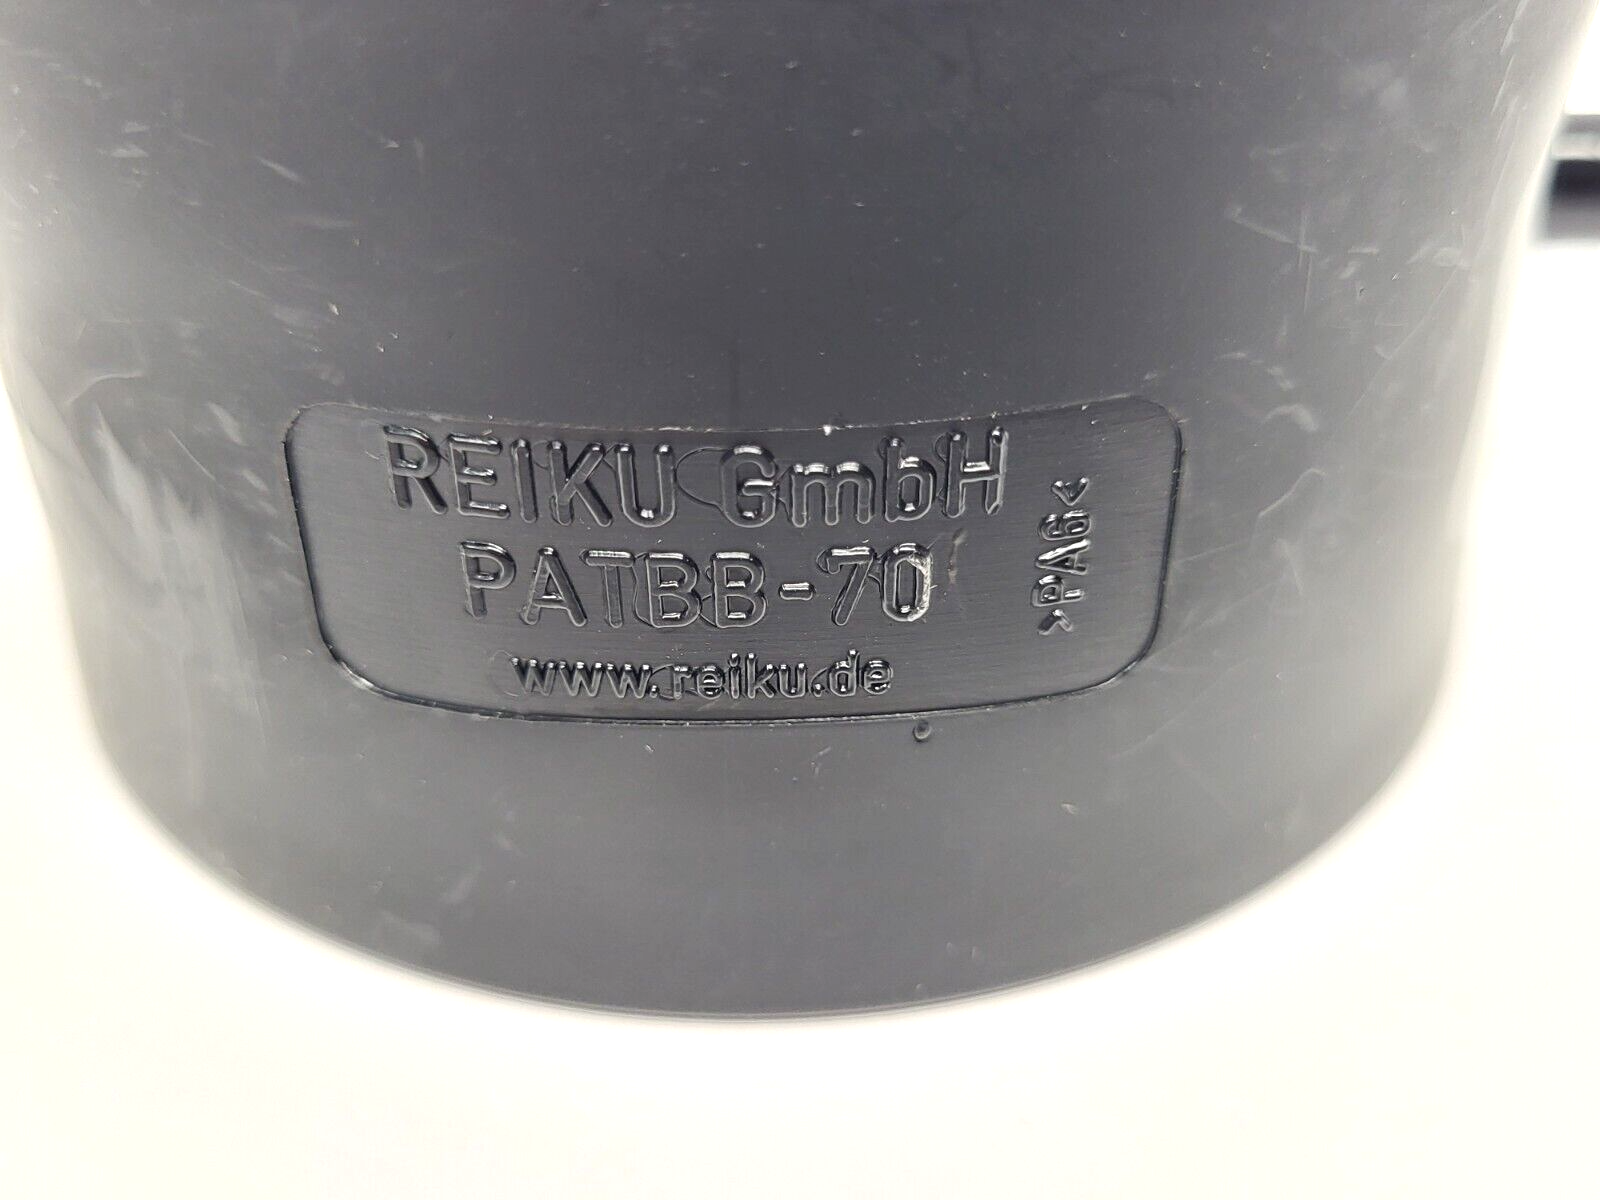 REIKU GmbH
PATBB-70
www.reiku.de
>PA6<